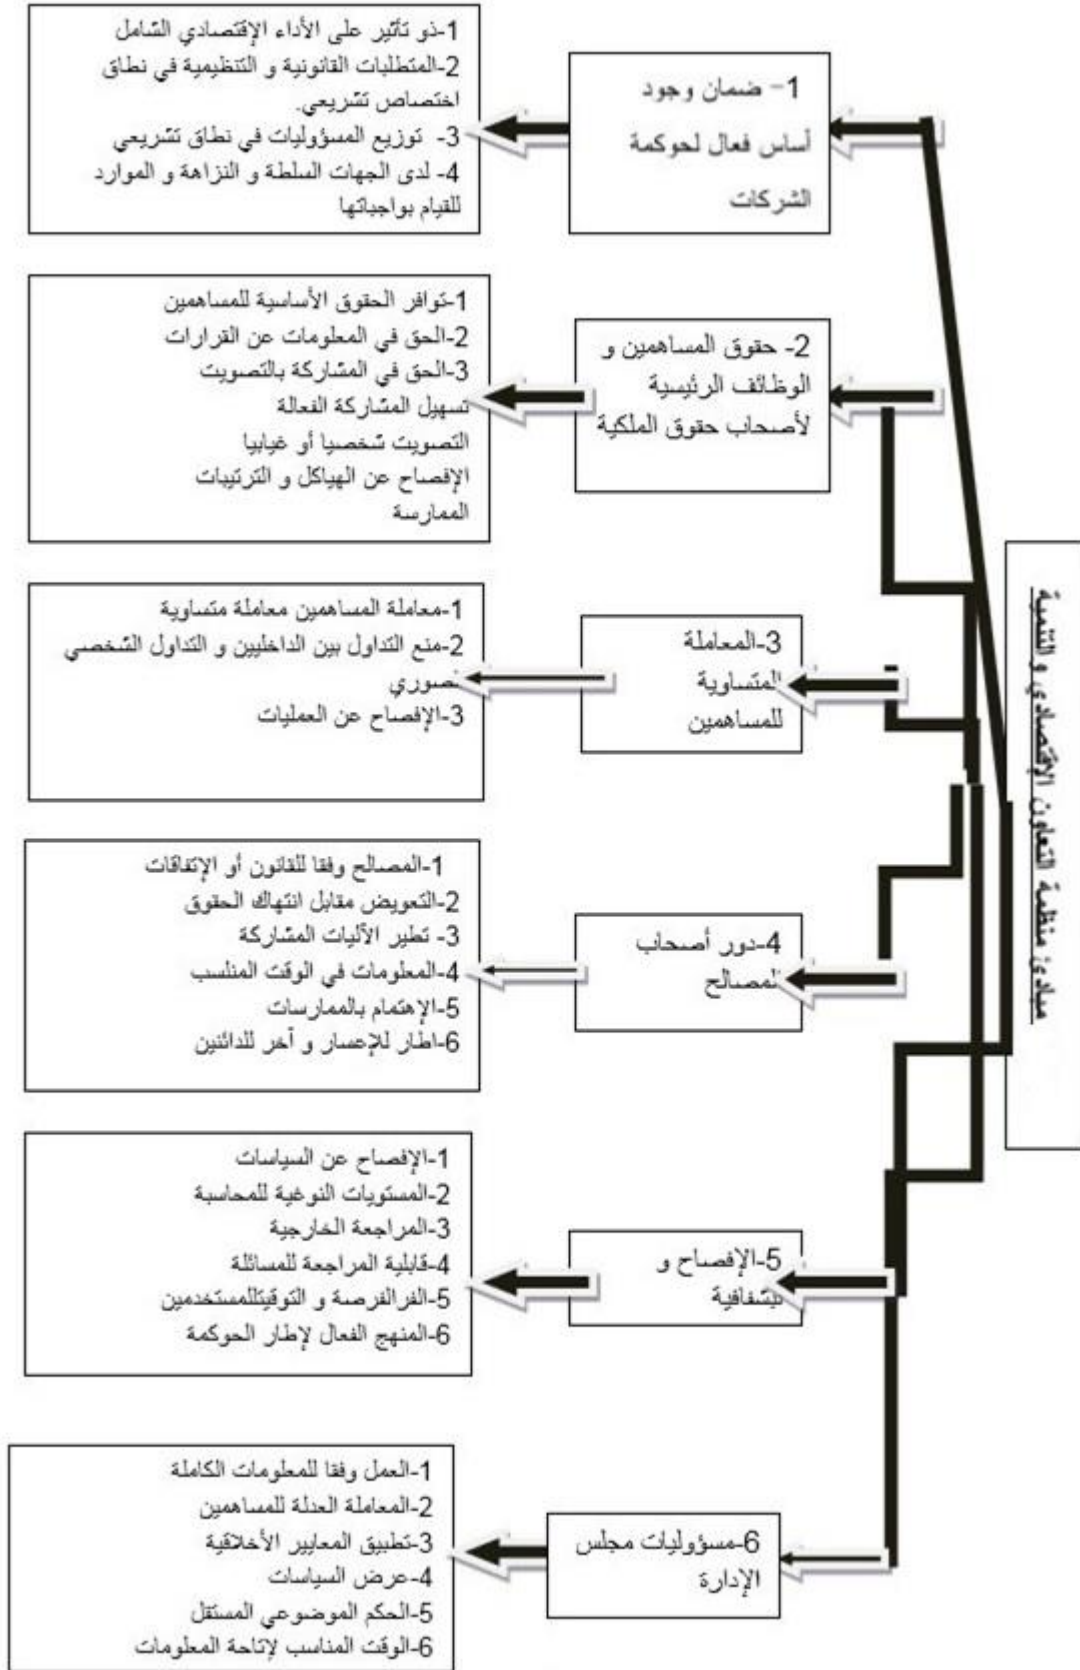 مبادئ منظمة التعاون الإقتصادي والتنمية
1- ضمان وجود
أساس فعال لحوكمة
الشركات
1-ذو تأثير على الأداء الإقتصادي الشامل
2-المتطلبات القانونية و التنظيمية في نطاق
اختصاص تشريعي.
3- توزيع المسؤوليات في نطاق تشريعي
4- لدى الجهات السلطة و النزاهة و الموارد
للقيام بواجباتها
2- حقوق المساهمين و
الوظائف الرئيسية
لأصحاب حقوق الملكية
1-توافر الحقوق الأساسية للمساهمين
2-الحق في المعلومات عن القرارات
3-الحق في المشاركة بالتصويت
تسهيل المشاركة الفعالة
التصويت شخصيا أو غيابيا
الإفصاح عن الهياكل و الترتيبات
الممارسة
3-المعاملة
المتساوية
للمساهمين
1-معاملة المساهمين معاملة متساوية
2-منع التداول بين الداخليين و التداول الشخصي
الصوري
3-الإفصاح عن العمليات
4-دور أصحاب
المصالح
1-المصالح وفقا للقانون أو الإتفاقات
2-التعويض مقابل انتهاك الحقوق
3- تطير الأليات المشاركة
4-المعلومات في الوقت المنلسب
5-الإهتمام بالممارسات
6-اطار للإعسار و أخر للدائنين
5-الإفصاح و
الشفافية
1-الإفصاح عن السياسات
2-المستويات النوغية للمحاسبة
3-المراجعة الخارجية
4-قابلية المراجعة للمسائلة
5-الفرالفرصة و التوقيتللمستخدمين
6-المنهج الفعال لإطار الحوكمة
6-مسؤوليات مجلس
الإدارة
1-العمل وفقا للمعلومات الكاملة
2-المعاملة العدلة للمساهمين
3-تطبيق المعايير الأخلاقية
4-عرض السياسات
5-الحكم الموضوعي المستقل
6-الوقت المناسب لإتاحة المعلومات